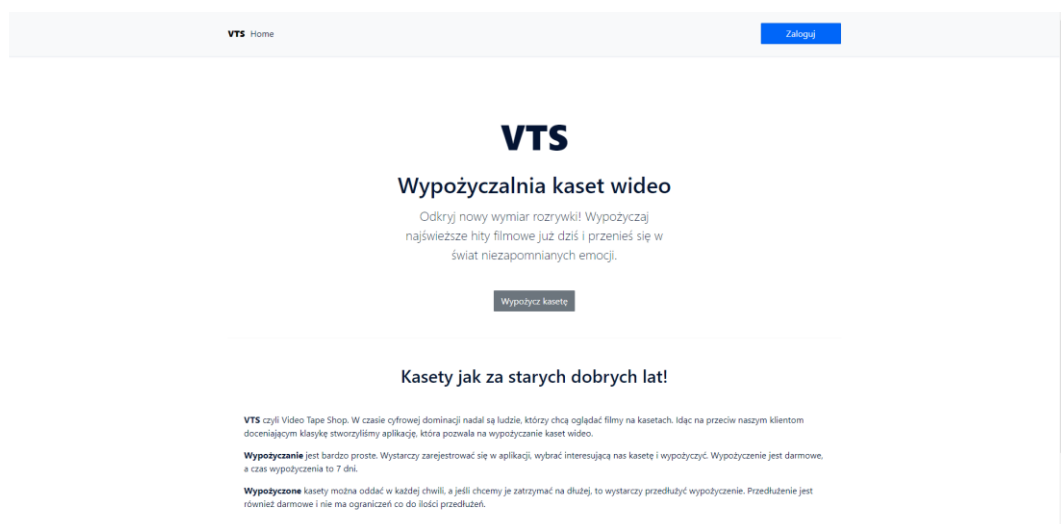 VTS Home
Zaloguj
VTS
Wypożyczalnia kaset wideo
Odkryj nowy wymiar rozrywki! Wypożyczaj
najświeższe hity filmowe już dziś i przenieś się w
świat niezapomnianych emocji.
Wypożycz kasetę
Kasety jak za starych dobrych lat!
VTS czyli Video Tape Shop. W czasie cyfrowej dominacji nadal są ludzie, którzy chcą oglądać filmy na kasetach. Idąc na przeciw naszym klientom
doceniającym klasykę stworzyliśmy aplikację, która pozwala na wypożyczanie kaset wideo.
Wypożyczanie jest bardzo proste. Wystarczy zarejestrować się w aplikacji, wybrać interesującą nas kasetę i wypożyczyć. Wypożyczenie jest darmowe,
a czas wypożyczenia to 7 dni.
Wypożyczone kasety można oddać w każdej chwili, a jeśli chcemy je zatrzymać na dłużej, to wystarczy przedłużyć wypożyczenie. Przedłużenie jest
również darmowe i nie ma ograniczeń co do ilości przedłużeń.